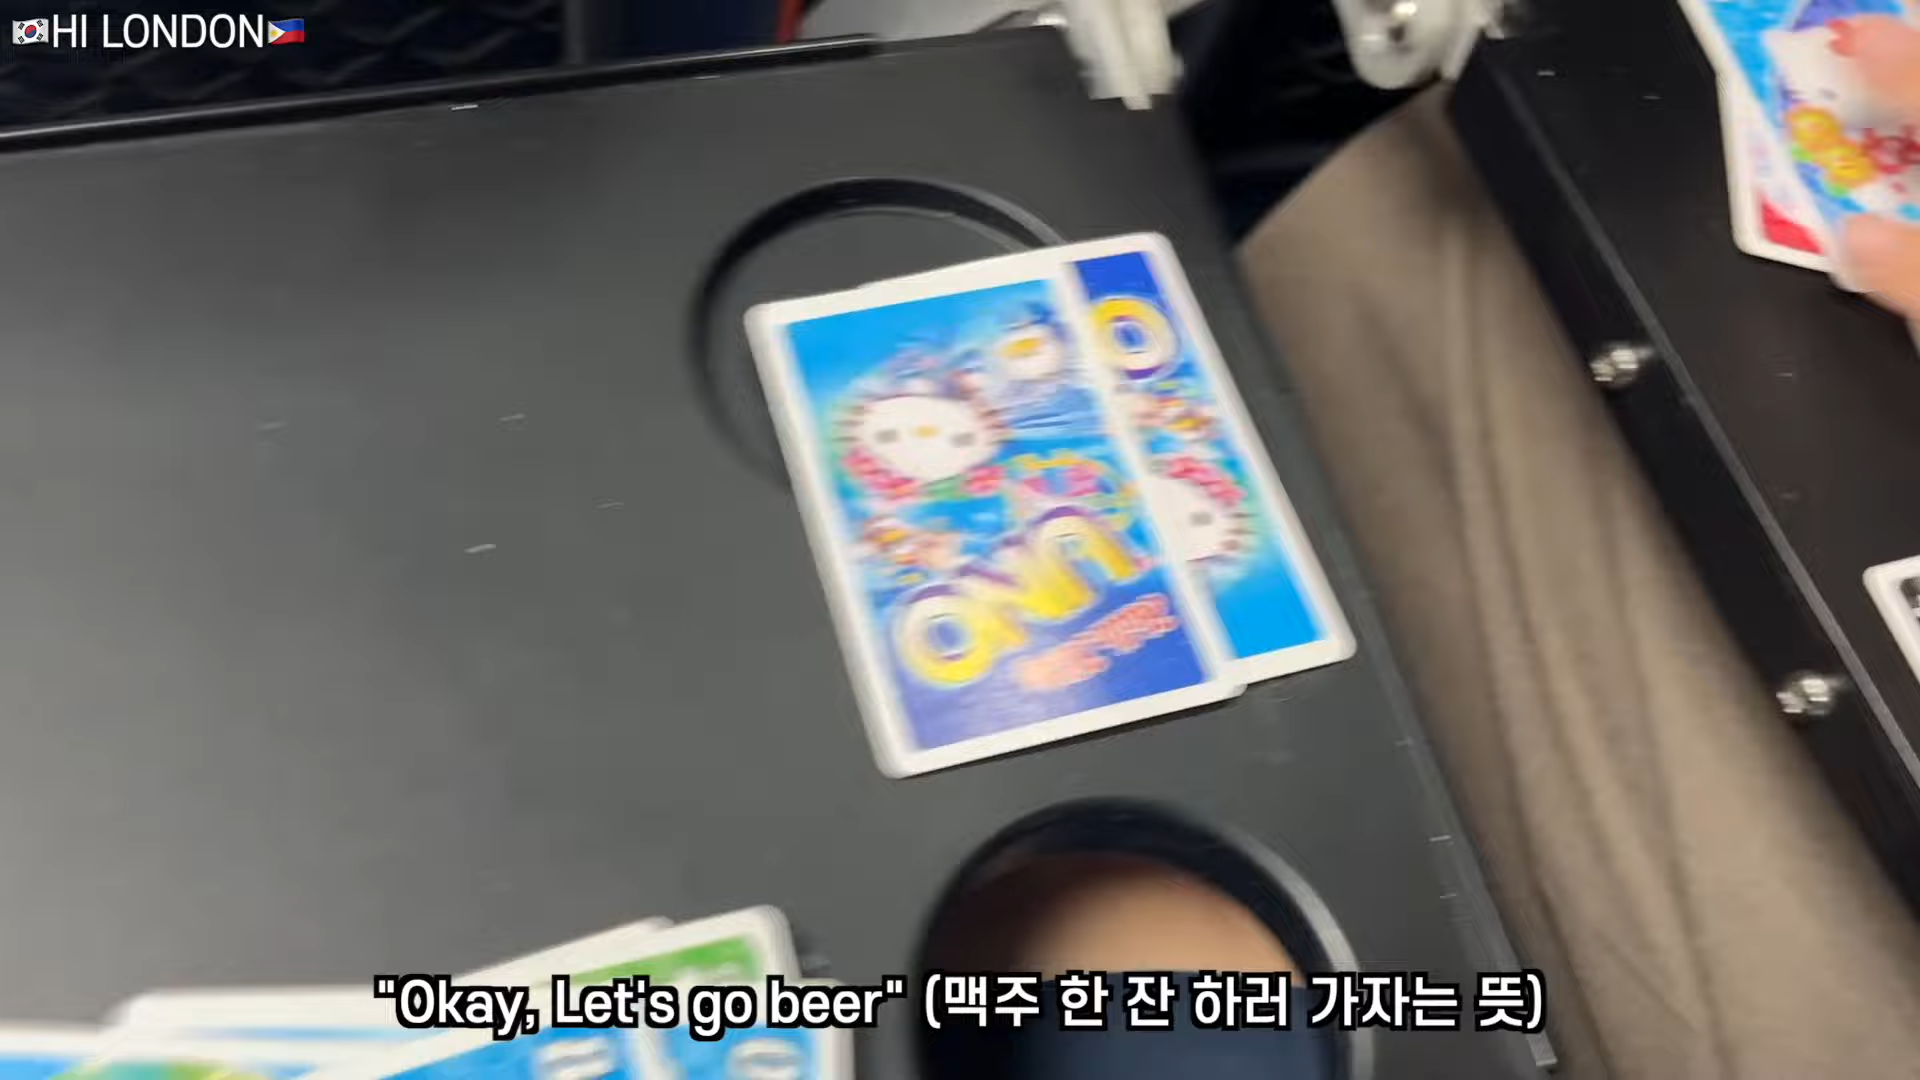 🇰🇷HI LONDON🇵🇭
UNO
"Okay, Let's go beer" (맥주 한 잔 하러 가자는 뜻)